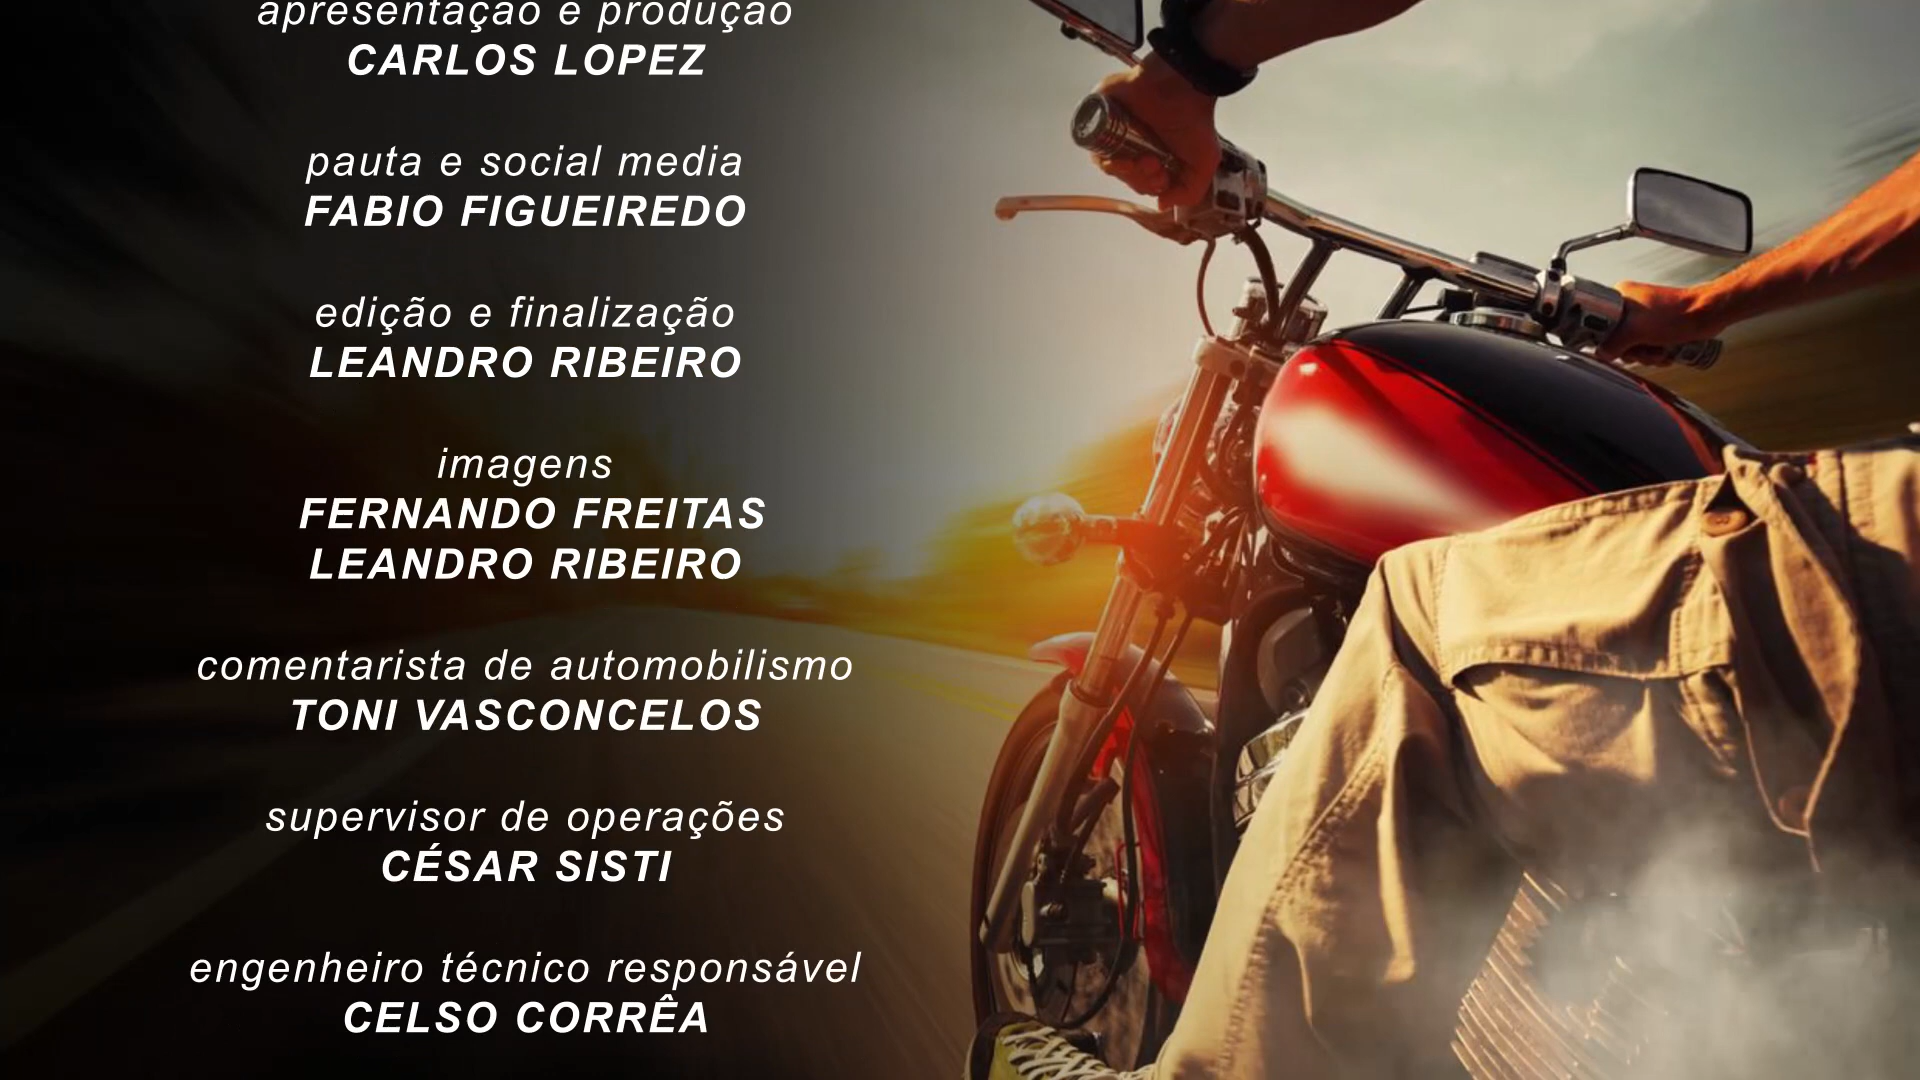 apresentação e produção
CARLOS LOPEZ
pauta e social media
FABIO FIGUEIREDO
edição e finalização
LEANDRO RIBEIRO
imagens
FERNANDO FREITAS
LEANDRO RIBEIRO
comentarista de automobilismo
TONI VASCONCELOS
supervisor de operações
CÉSAR SISTI
engenheiro técnico responsável
CELSO CORRÊA